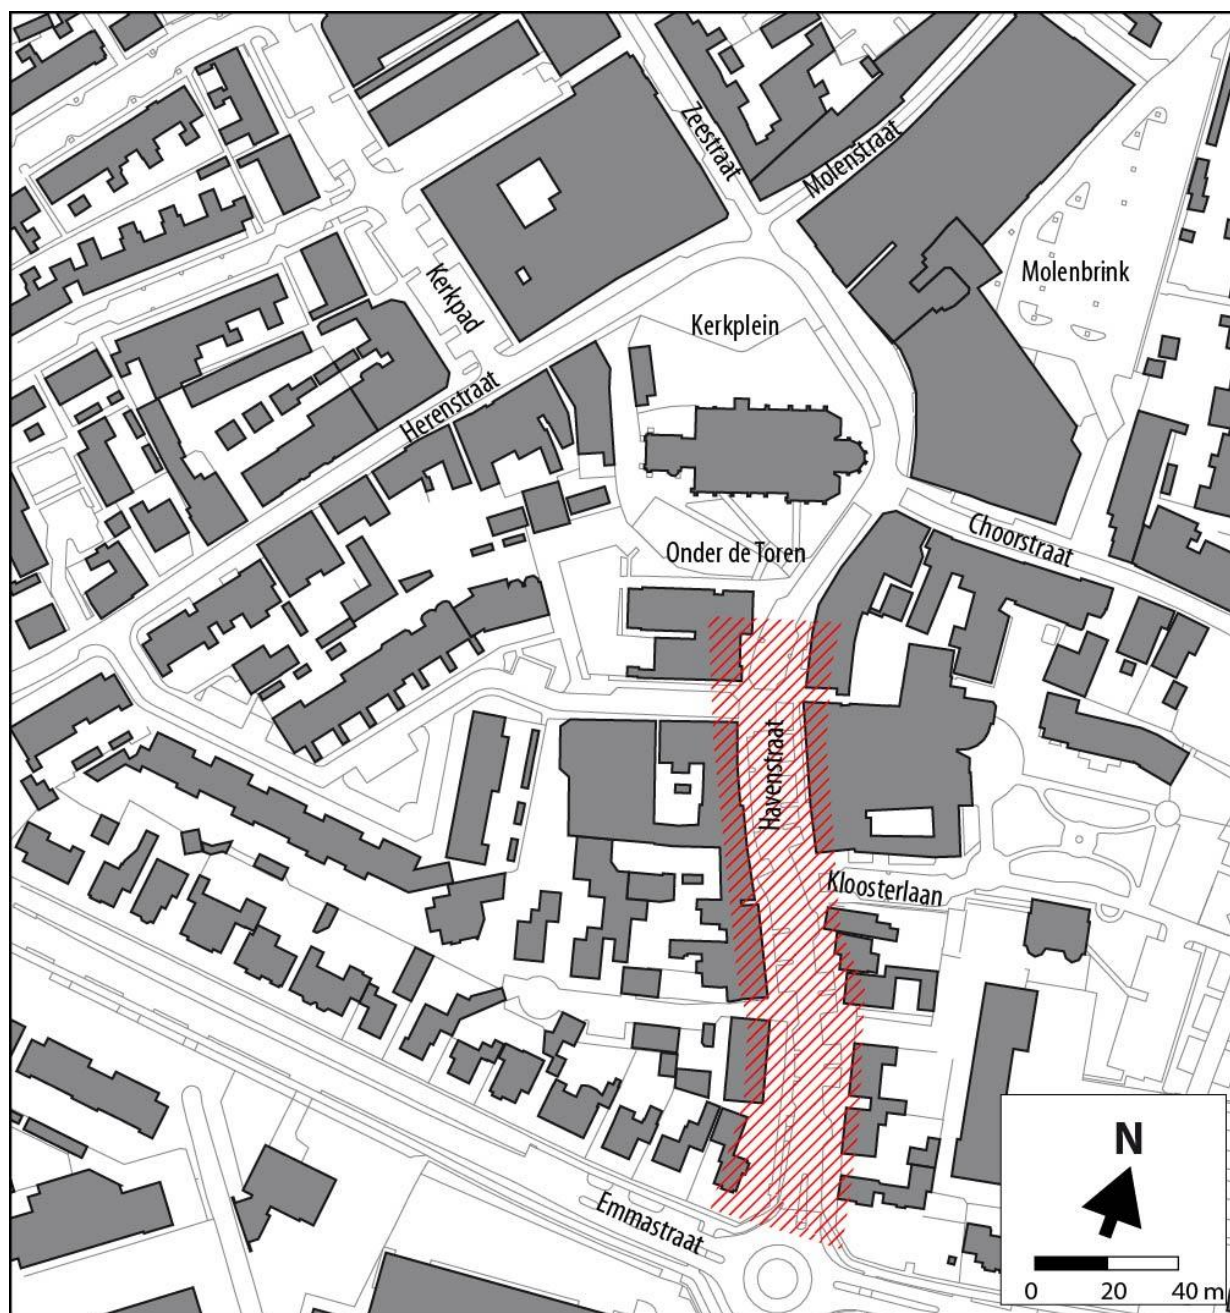 Zeestraat
Molenstraat
Molenbrink
Kerkpad
Kerkplein
Herenstraat
Choorstraat
Onder de Toren
Havenstraat
Kloosterlaan
Emmastraat
N
0 20 40 m